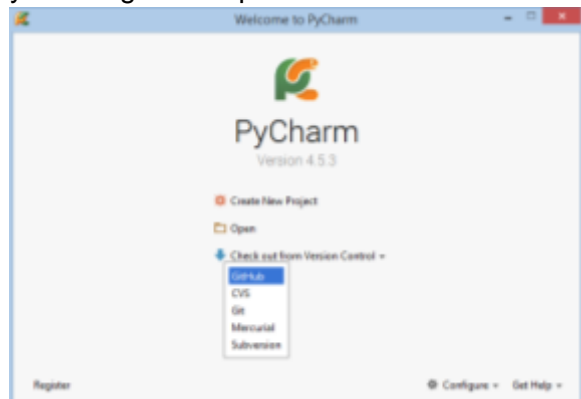 Welcome to PyCharm
PyCharm
Version 4.5.3
Create New Project
Open
Check out from Version Control
GitHub
CVS
Git
Mercurial
Subversion
Register
Configure
Get Help